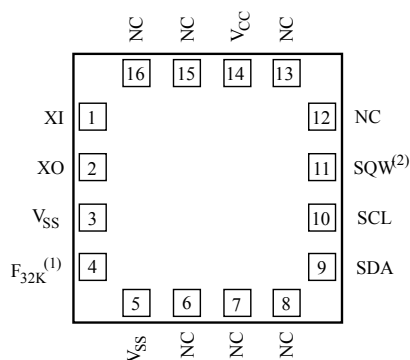 NC NC VCC NC
16 15 14 13
XI 1 12 NC
XO 2 11 SQW(2)
VSS 3 10 SCL
F32K(1) 4 9 SDA
5 6 7 8
VSS NC NC NC